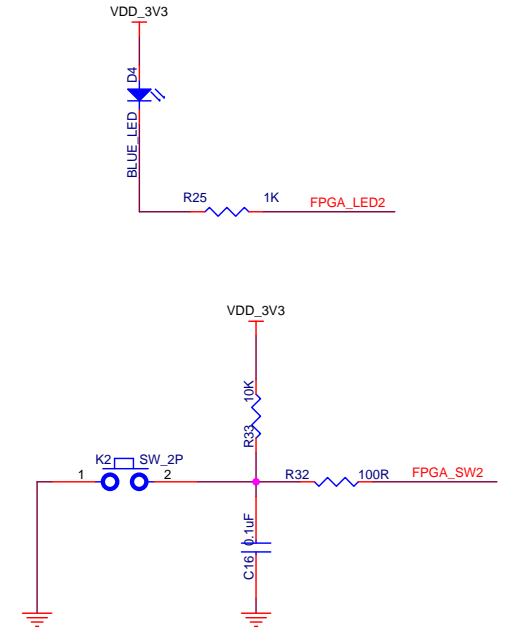 VDD_3V3
D4
BLUE_LED
R25 1K FPGA_LED2
VDD_3V3
10K
R33
K2 SW_2P
1 2
R32 100R FPGA_SW2
0.1uF
C16